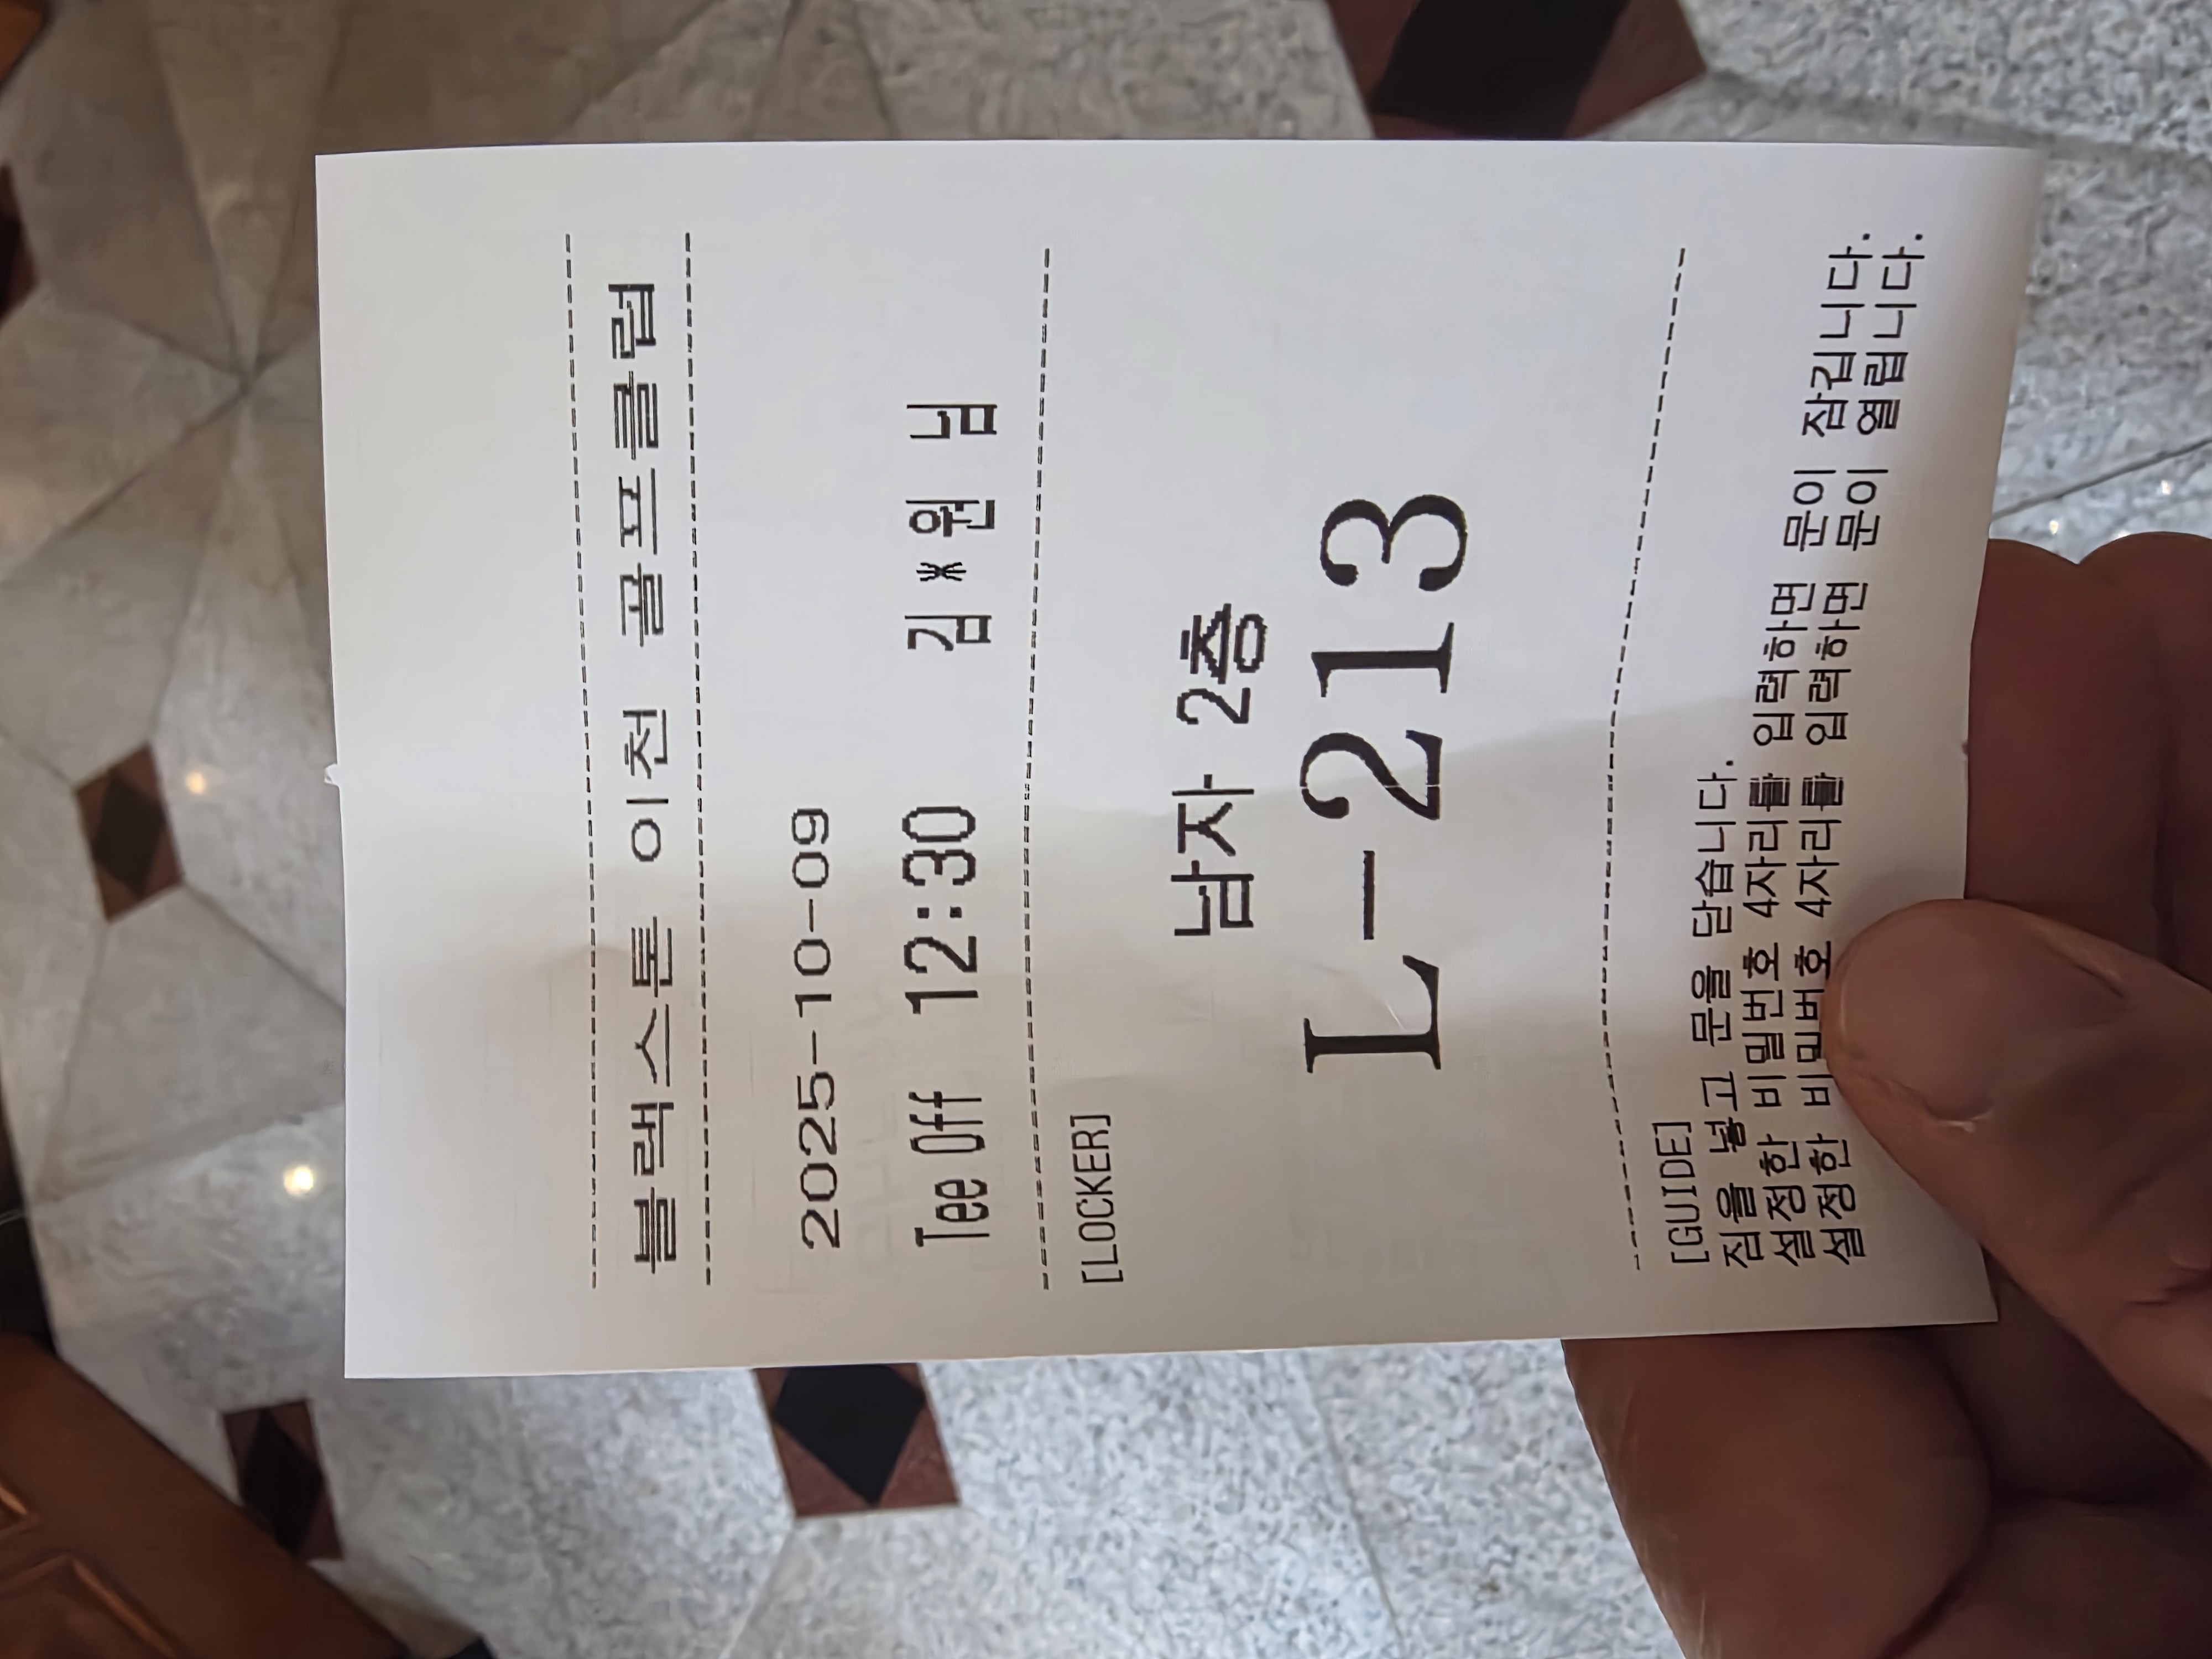 블랙스톤 이천 골프클럽
2025-10-09
Tee Off 12:30 김*원 님
[LOCKER]
남자 2층
L-213
[GUIDE]
짐을 넣고 문을 닫습니다.
설정한 비밀번호 4자리를 입력하면 문이 잠깁니다.
설정한 비밀번호 4자리를 입력하면 문이 열립니다.